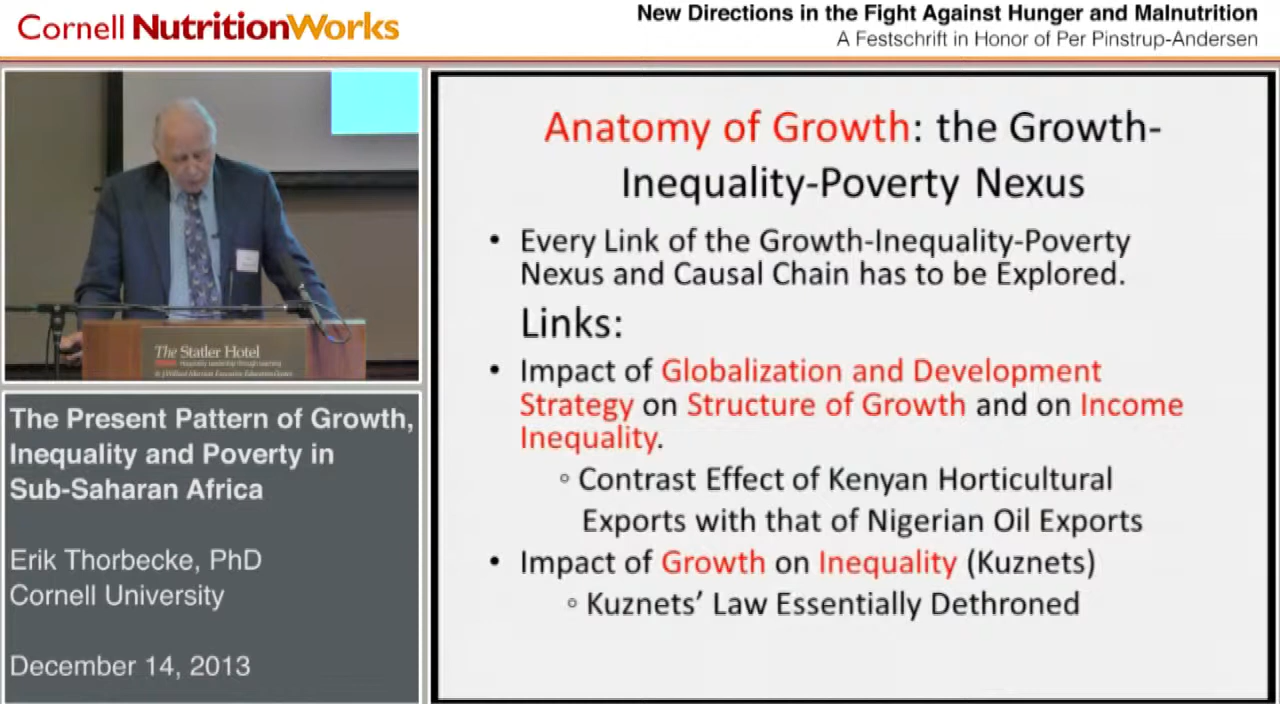 Cornell NutritionWorks
New Directions in the Fight Against Hunger and Malnutrition
A Festschrift in Honor of Per Pinstrup-Andersen
The Statler Hotel
The Present Pattern of Growth,
Inequality and Poverty in
Sub-Saharan Africa
Erik Thorbecke, PhD
Cornell University
December 14, 2013
Anatomy of Growth: the Growth-
Inequality-Poverty Nexus
• Every Link of the Growth-Inequality-Poverty
Nexus and Causal Chain has to be Explored.
Links:
• Impact of Globalization and Development
Strategy on Structure of Growth and on Income
Inequality.
◦ Contrast Effect of Kenyan Horticultural
Exports with that of Nigerian Oil Exports
• Impact of Growth on Inequality (Kuznets)
◦ Kuznets’ Law Essentially Dethroned